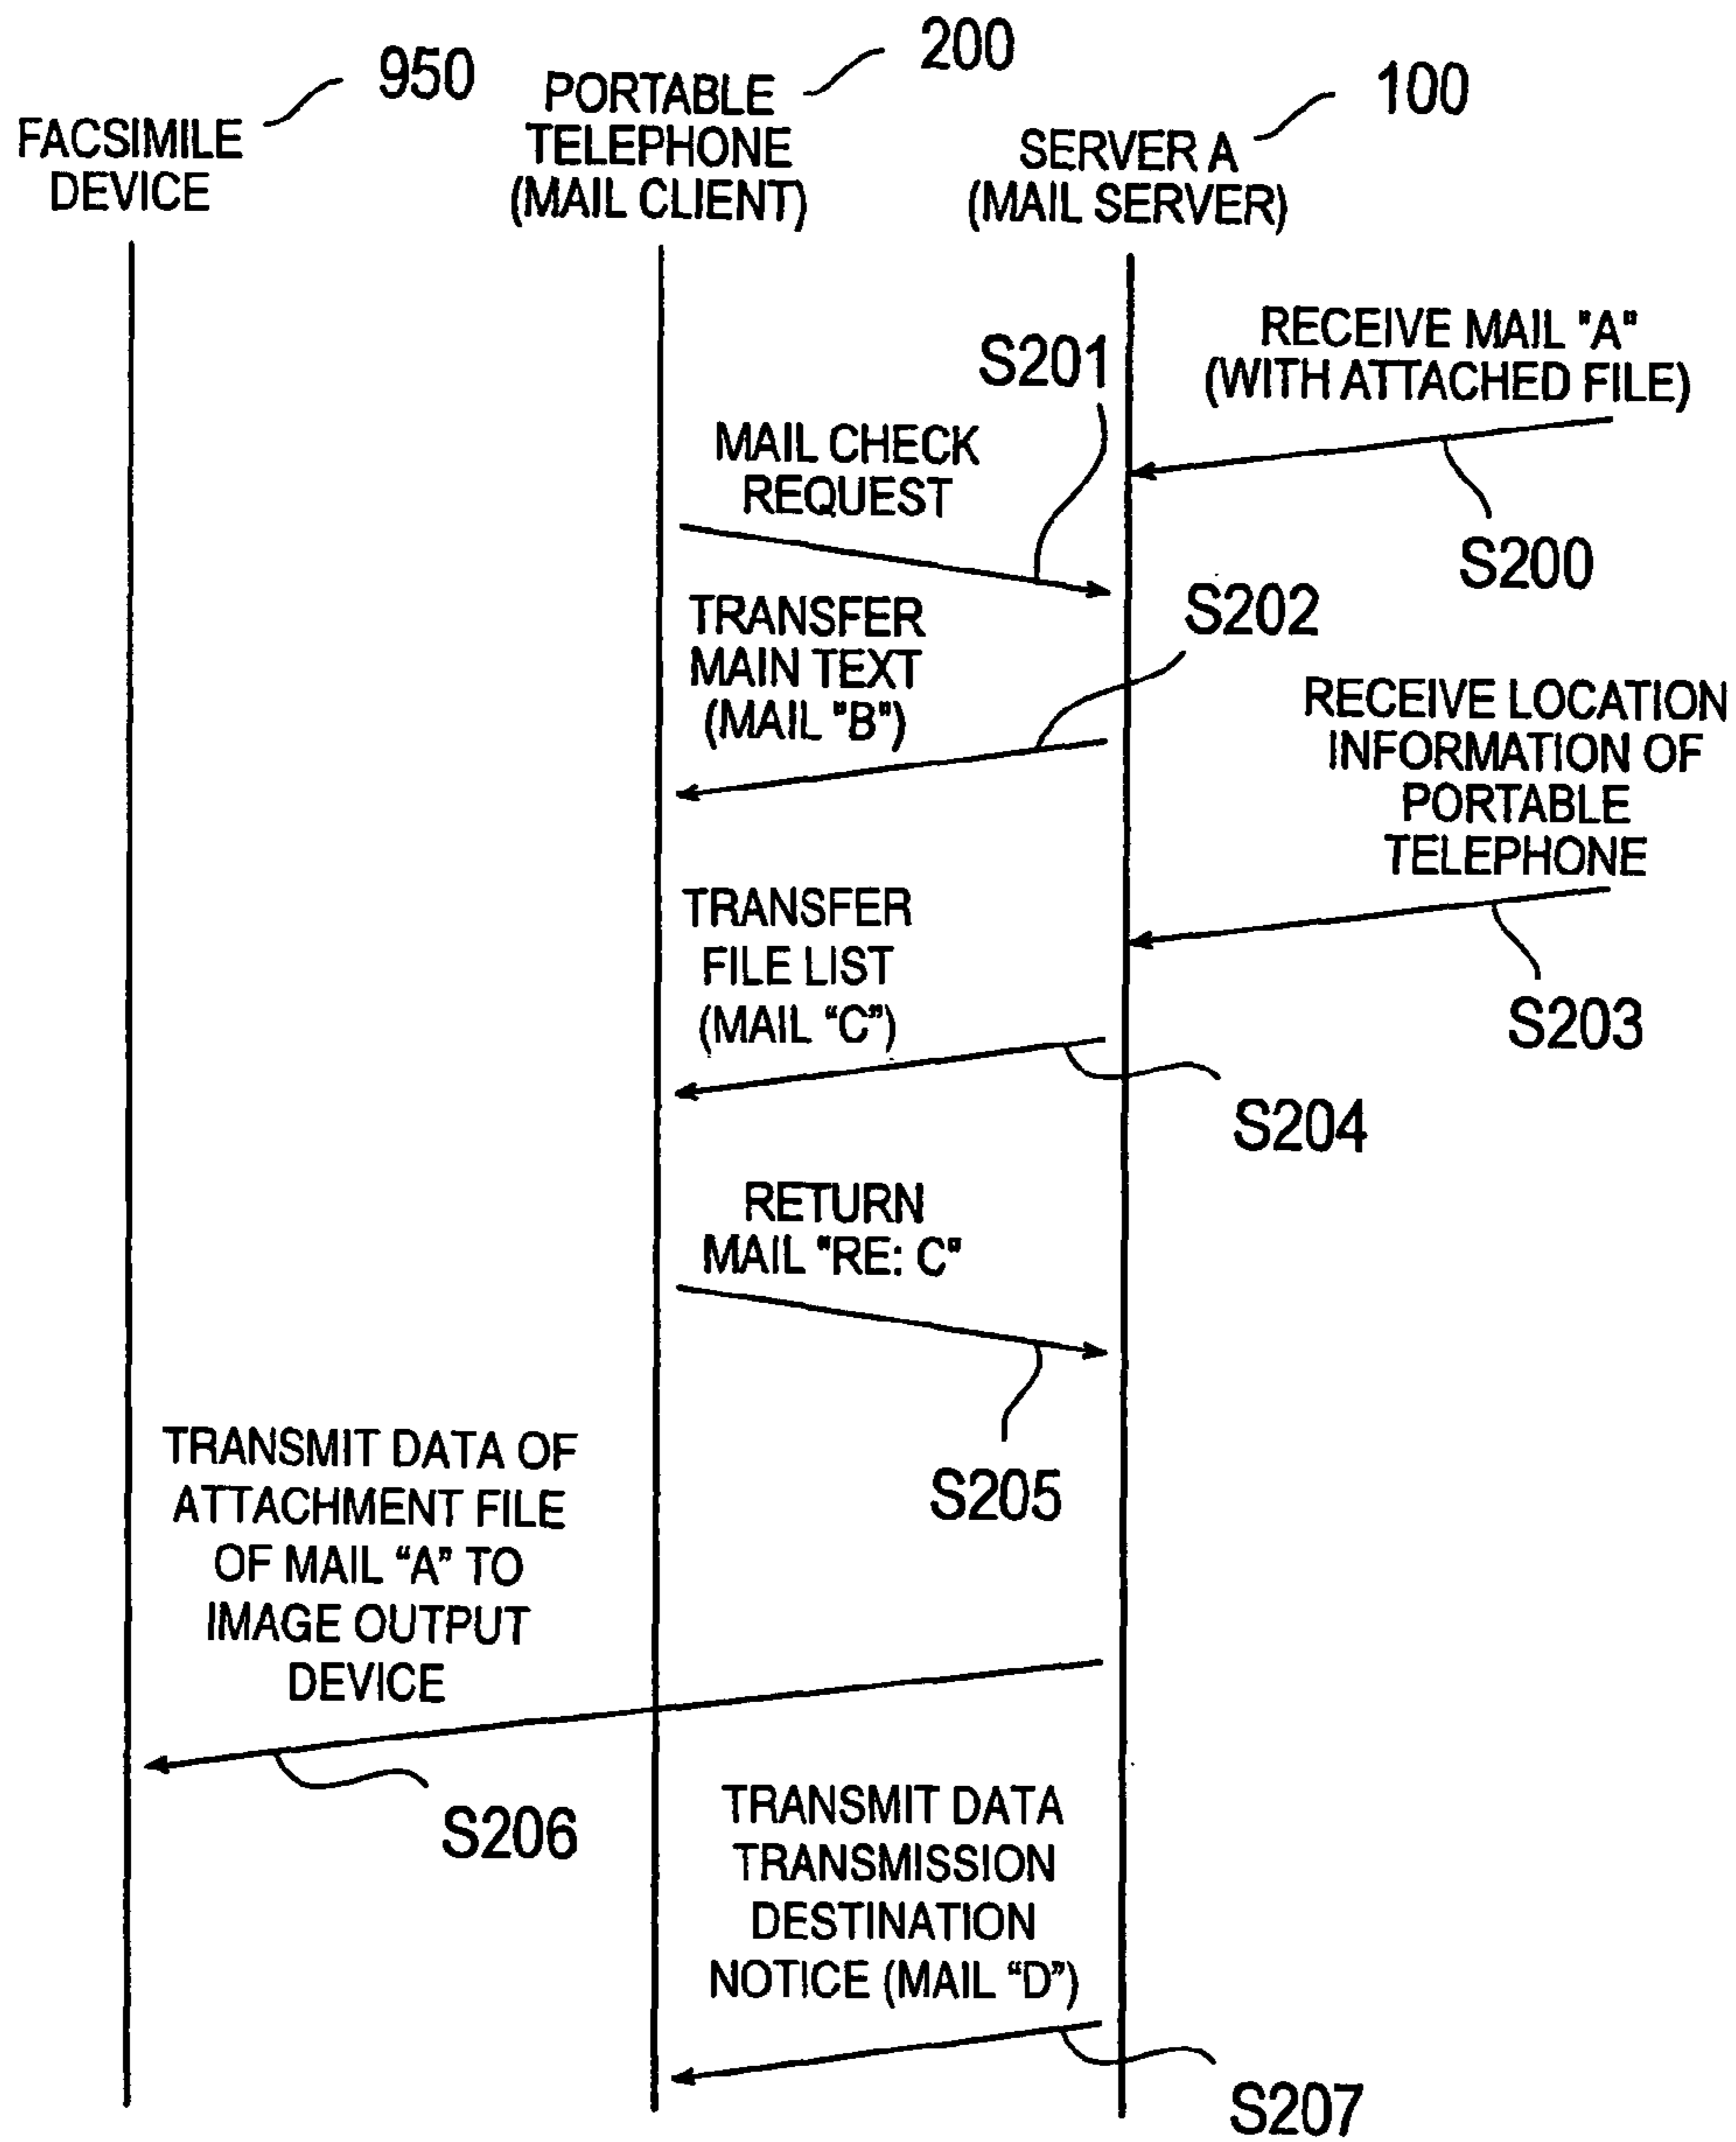 950
FACSIMILE
DEVICE
200
PORTABLE
TELEPHONE
(MAIL CLIENT)
100
SERVER A
(MAIL SERVER)
RECEIVE MAIL "A"
(WITH ATTACHED FILE)
S200
S201
MAIL CHECK
REQUEST
S202
TRANSFER
MAIN TEXT
(MAIL "B")
RECEIVE LOCATION
INFORMATION OF
PORTABLE
TELEPHONE
S203
TRANSFER
FILE LIST
(MAIL “C”)
S204
RETURN
MAIL "RE: C"
S205
TRANSMIT DATA OF
ATTACHMENT FILE
OF MAIL “A” TO
IMAGE OUTPUT
DEVICE
S206
TRANSMIT DATA
TRANSMISSION
DESTINATION
NOTICE (MAIL “D”)
S207